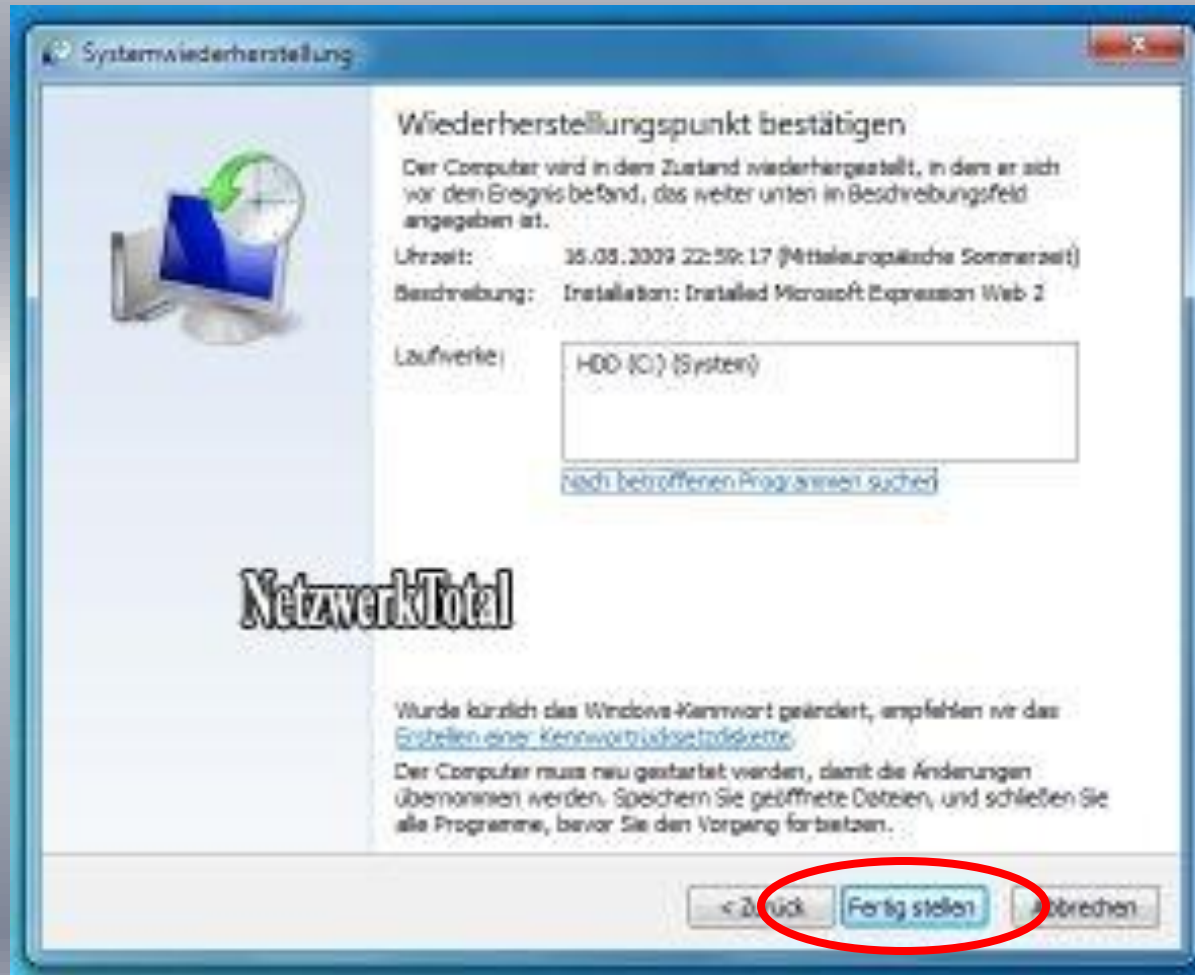 Systemwiederherstellung
Wiederherstellungspunkt bestätigen
Der Computer wird in dem Zustand wiederhergestellt, in dem er sich
vor dem Ereignis befand, das weiter unten im Beschreibungsfeld
angegeben ist.
Uhrzeit: 16.08.2009 22:59:17 (Mitteleuropäische Sommerzeit)
Beschreibung: Installation: Installed Microsoft Expression Web 2
Laufwerke: HDD (C:) (System)
Nach betroffenen Programmen suchen
NetzwerkTotal
Wurde kürzlich das Windows-Kennwort geändert, empfehlen wir das
Erstellen einer Kennwortrücksetzdiskette.
Der Computer muss neu gestartet werden, damit die Änderungen
übernommen werden. Speichern Sie geöffnete Dateien, und schließen Sie
alle Programme, bevor Sie den Vorgang fortsetzen.
< Zurück Fertig stellen Abbrechen